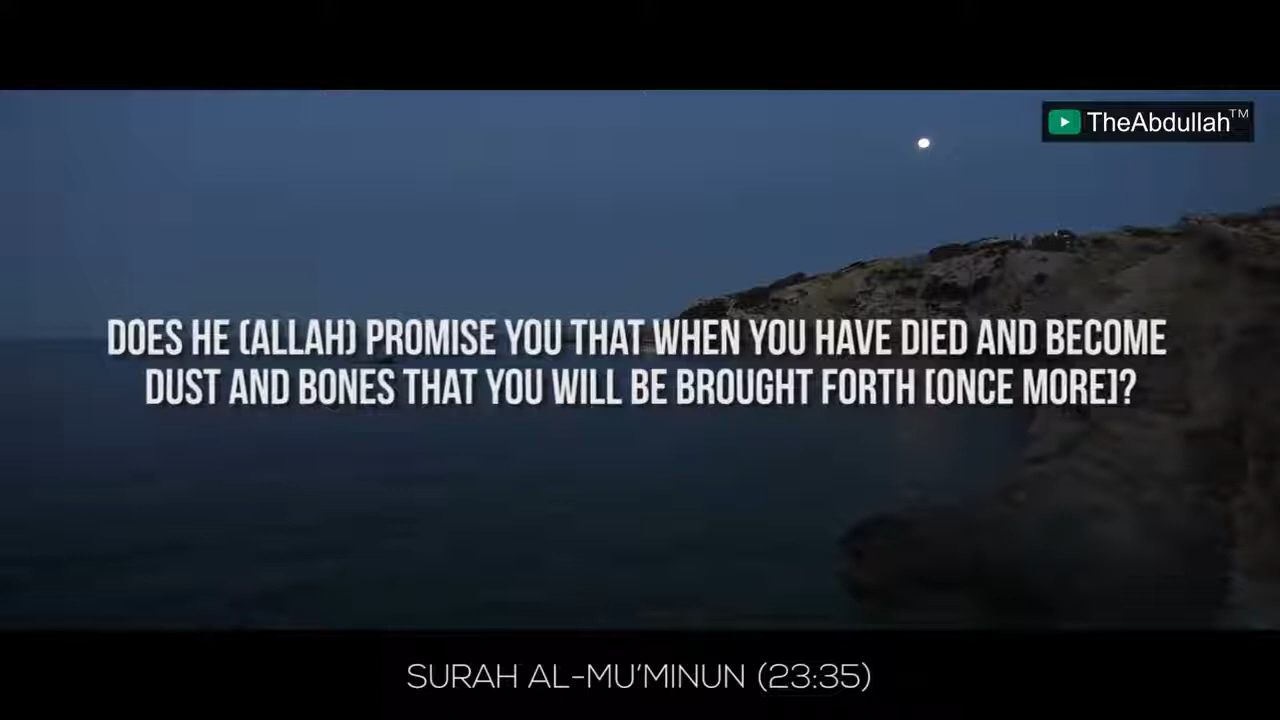 TheAbdullah™
DOES HE (ALLAH) PROMISE YOU THAT WHEN YOU HAVE DIED AND BECOME
DUST AND BONES THAT YOU WILL BE BROUGHT FORTH [ONCE MORE]?
SURAH AL-MU'MINUN (23:35)